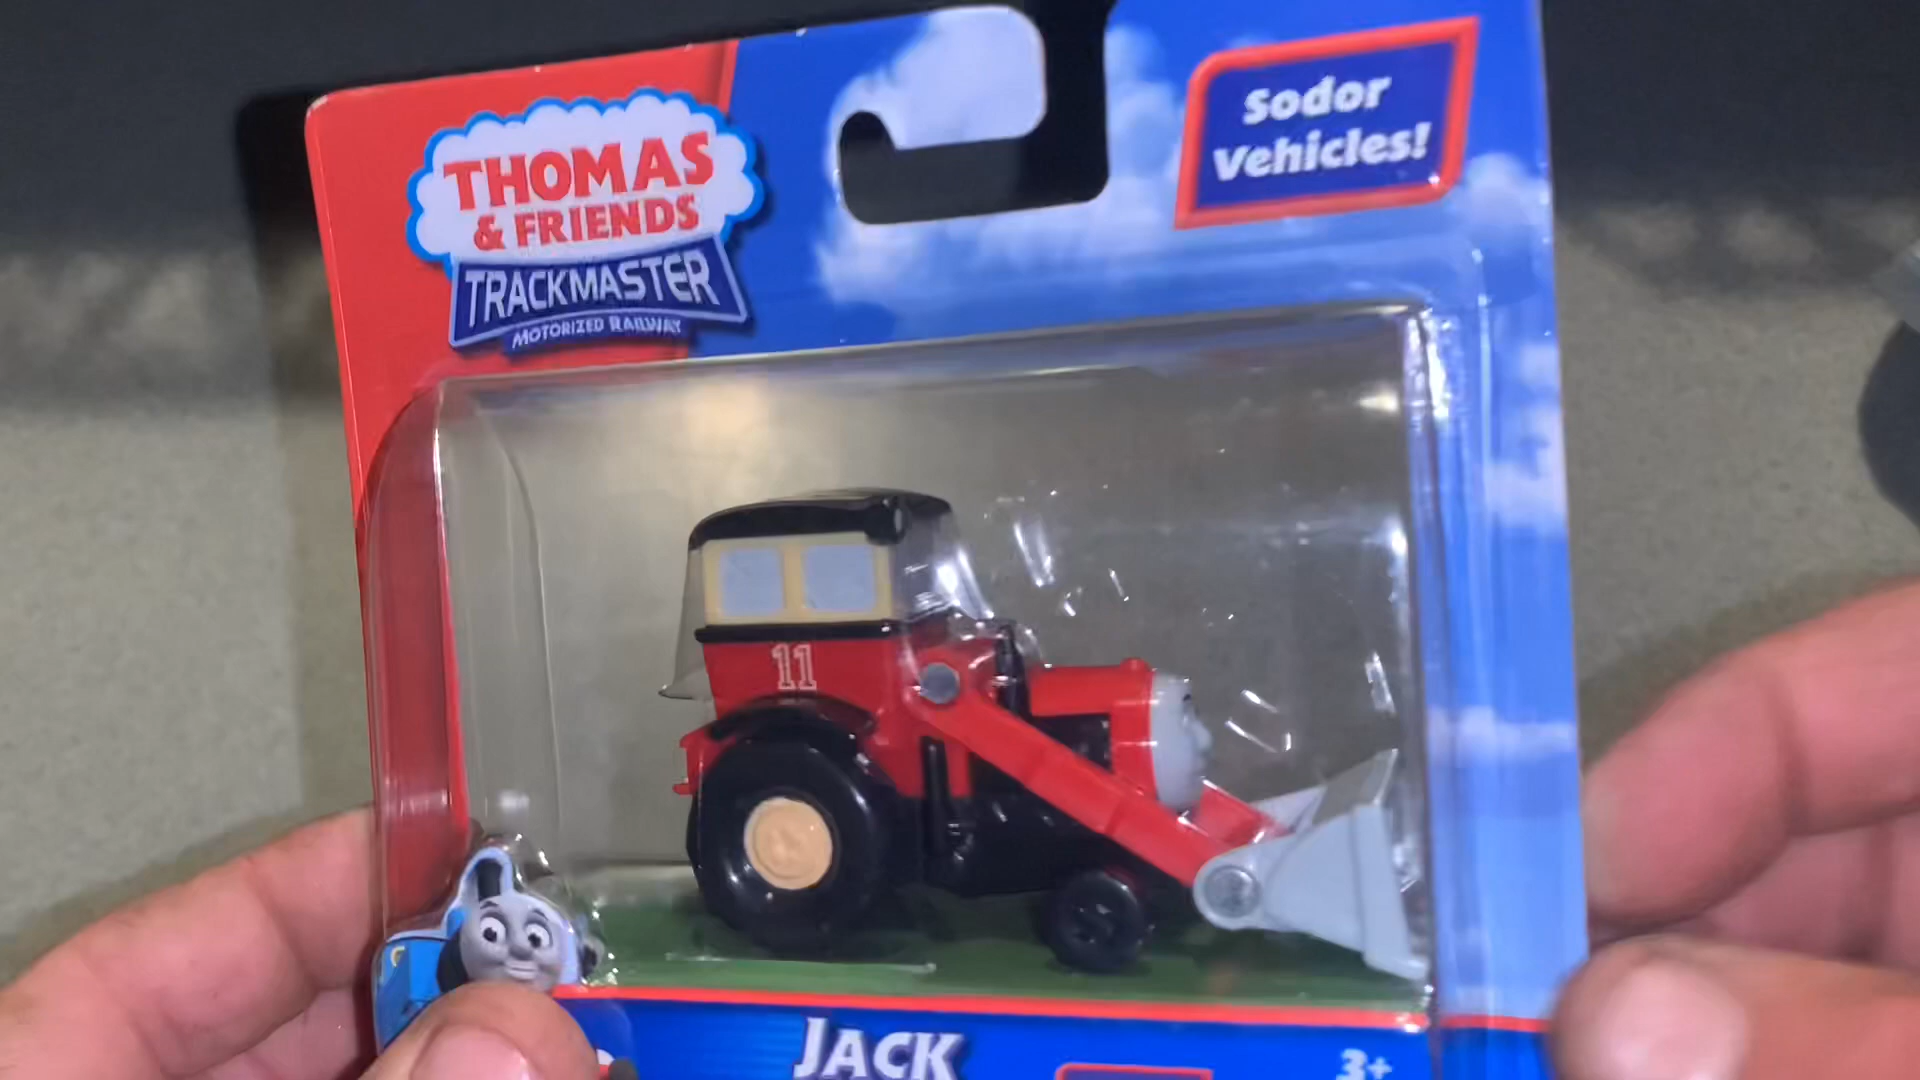 THOMAS
& FRIENDS
TRACKMASTER
MOTORIZED RAILWAY
Sodor
Vehicles!
11
JACK
3+